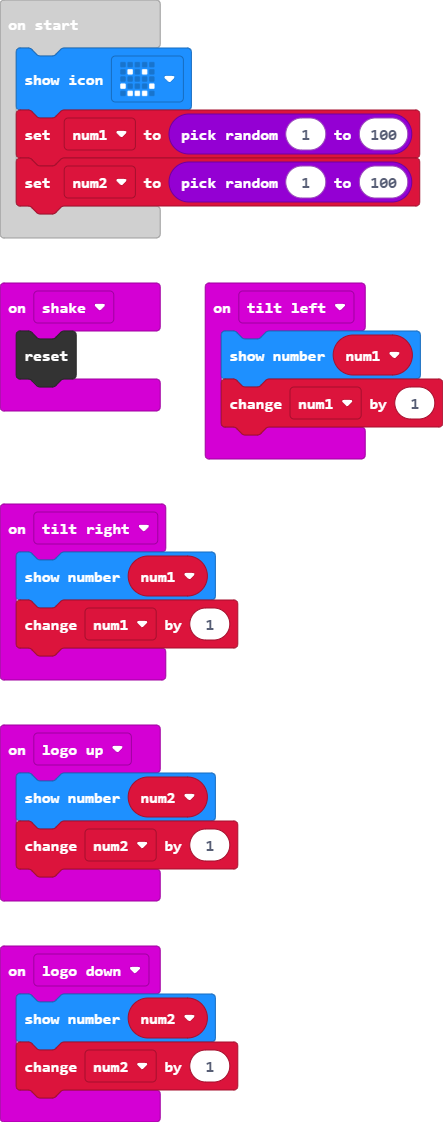 on start
show icon
set num1 to pick random 1 to 100
set num2 to pick random 1 to 100
on shake
reset
on tilt left
show number num1
change num1 by 1
on tilt right
show number num1
change num1 by 1
on logo up
show number num2
change num2 by 1
on logo down
show number num2
change num2 by 1